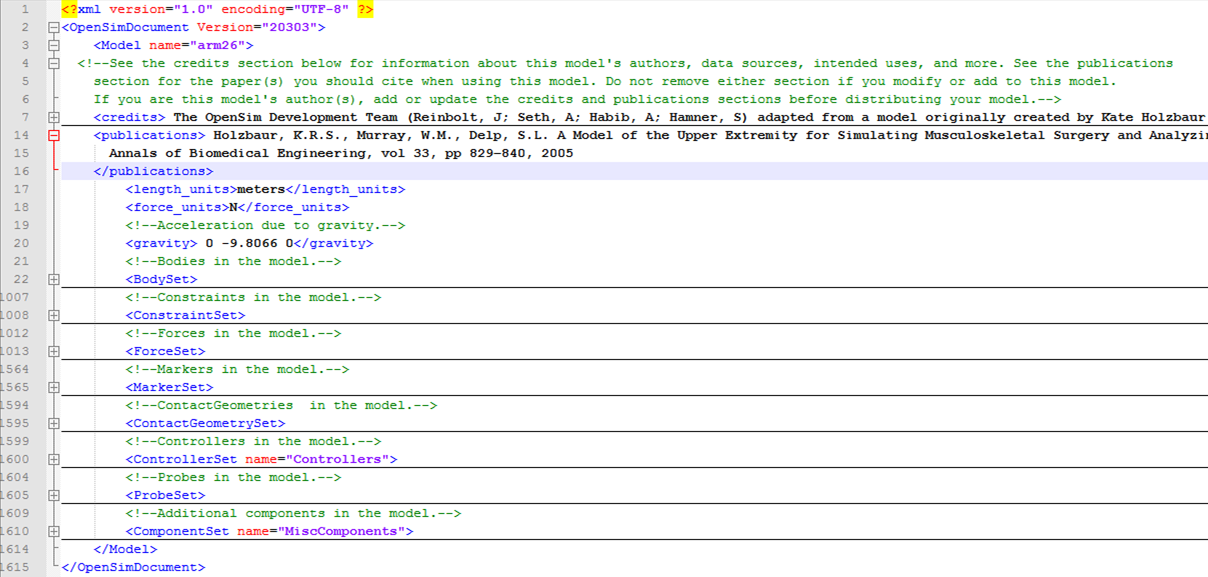 1 <?xml version="1.0" encoding="UTF-8" ?>
2 <OpenSimDocument Version="20303">
3 <Model name="arm26">
4 <!--See the credits section below for information about this model's authors, data sources, intended uses, and more. See the publications
5 section for the paper(s) you should cite when using this model. Do not remove either section if you modify or add to this model.
6 If you are this model's author(s), add or update the credits and publications sections before distributing your model.-->
7 <credits> The OpenSim Development Team (Reinbolt, J; Seth, A; Habib, A; Hamner, S) adapted from a model originally created by Kate Holzbaur
14 <publications> Holzbaur, K.R.S., Murray, W.M., Delp, S.L. A Model of the Upper Extremity for Simulating Musculoskeletal Surgery and Analyzin
15 Annals of Biomedical Engineering, vol 33, pp 829-840, 2005
16 </publications>
17 <length_units>meters</length_units>
18 <force_units>N</force_units>
19 <!--Acceleration due to gravity.-->
20 <gravity> 0 -9.8066 0</gravity>
21 <!--Bodies in the model.-->
22 <BodySet>
1007 <!--Constraints in the model.-->
1008 <ConstraintSet>
1012 <!--Forces in the model.-->
1013 <ForceSet>
1564 <!--Markers in the model.-->
1565 <MarkerSet>
1594 <!--ContactGeometries  in the model.-->
1595 <ContactGeometrySet>
1599 <!--Controllers in the model.-->
1600 <ControllerSet name="Controllers">
1604 <!--Probes in the model.-->
1605 <ProbeSet>
1609 <!--Additional components in the model.-->
1610 <ComponentSet name="MiscComponents">
1614 </Model>
1615 </OpenSimDocument>